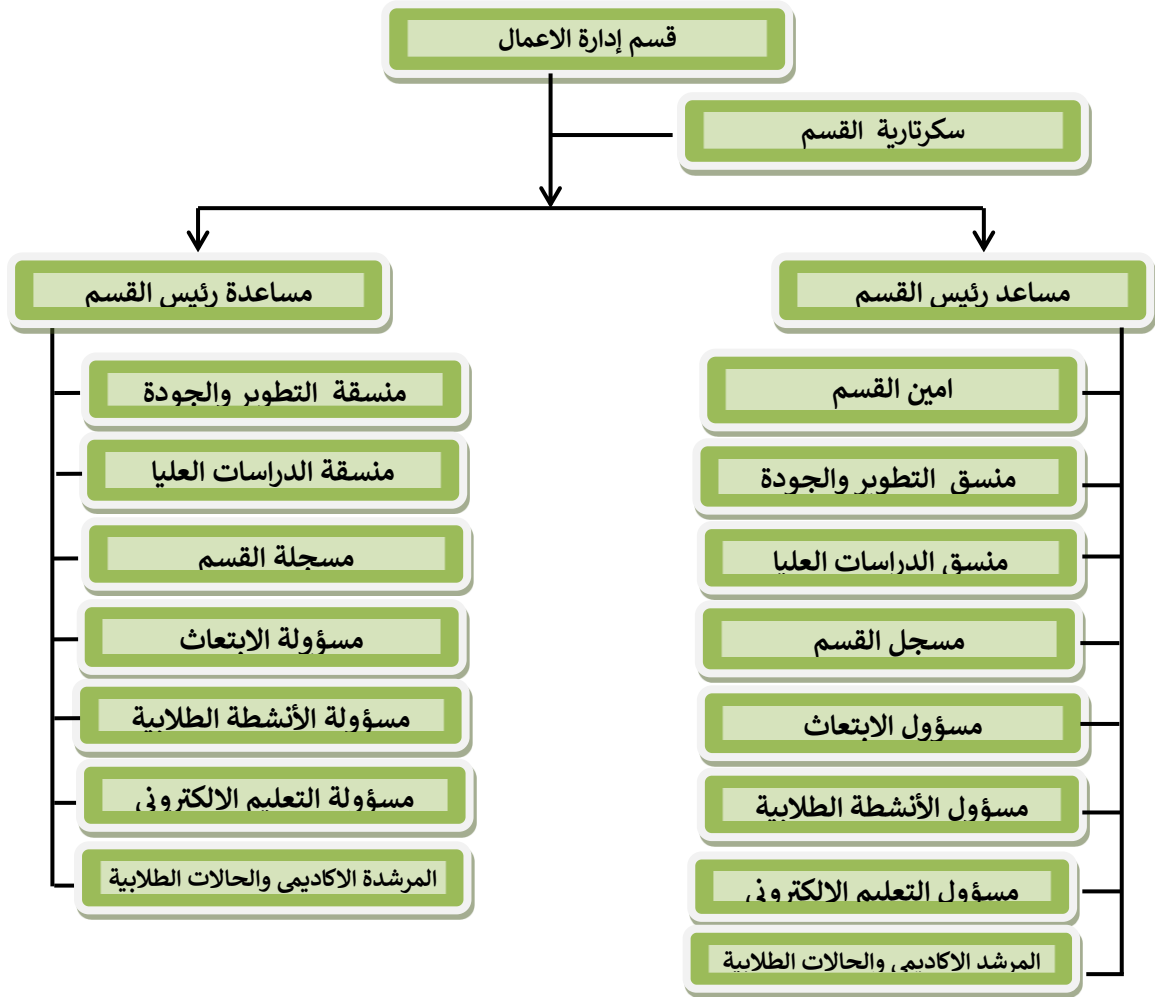 قسم إدارة الاعمال
سكرتارية القسم
مساعد رئيس القسم
امين القسم
منسق التطوير والجودة
منسق الدراسات العليا
مسجل القسم
مسؤول الابتعاث
مسؤول الأنشطة الطلابية
مسؤول التعليم الالكتروني
المرشد الاكاديمي والحالات الطلابية
مساعدة رئيس القسم
منسقة التطوير والجودة
منسقة الدراسات العليا
مسجلة القسم
مسؤولة الابتعاث
مسؤولة الأنشطة الطلابية
مسؤولة التعليم الالكتروني
المرشدة الاكاديمي والحالات الطلابية